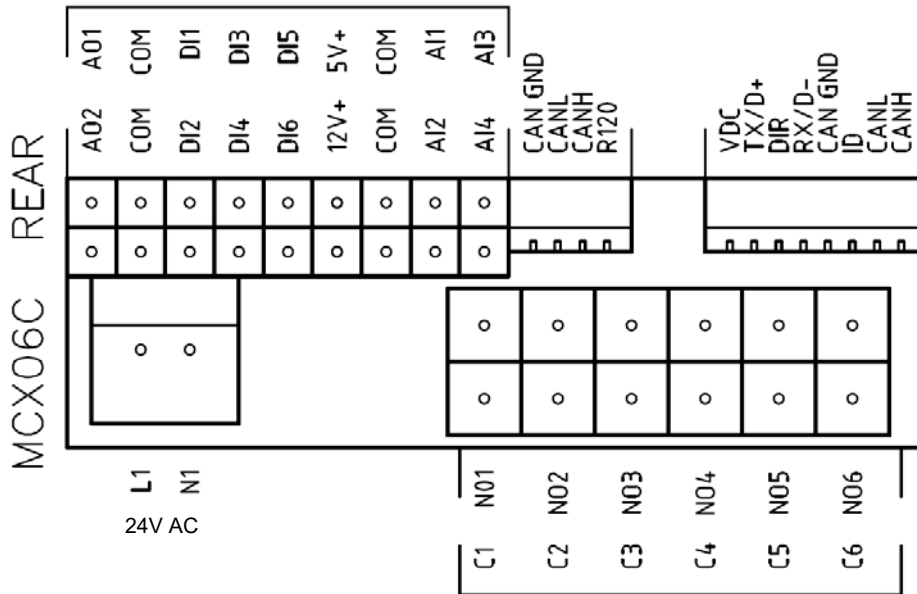 AO1 COM DI1 DI3 DI5 5V+ COM AI1 AI3
AO2 COM DI2 DI4 DI6 12V+ COM AI2 AI4
CAN GND
CANL
CANH
R120
VDC
TX/D+
DIR
RX/D-
CAN GND
ID
CANL
CANH
MCX06C REAR
L1 N1
24V AC
NO1 NO2 NO3 NO4 NO5 NO6
C1 C2 C3 C4 C5 C6